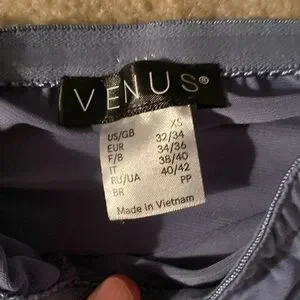 VENUS®
XS
US/GB 32/34
EUR 34/36
F/B 38/40
IT 40/42
RU/UA PP
BR
Made in Vietnam